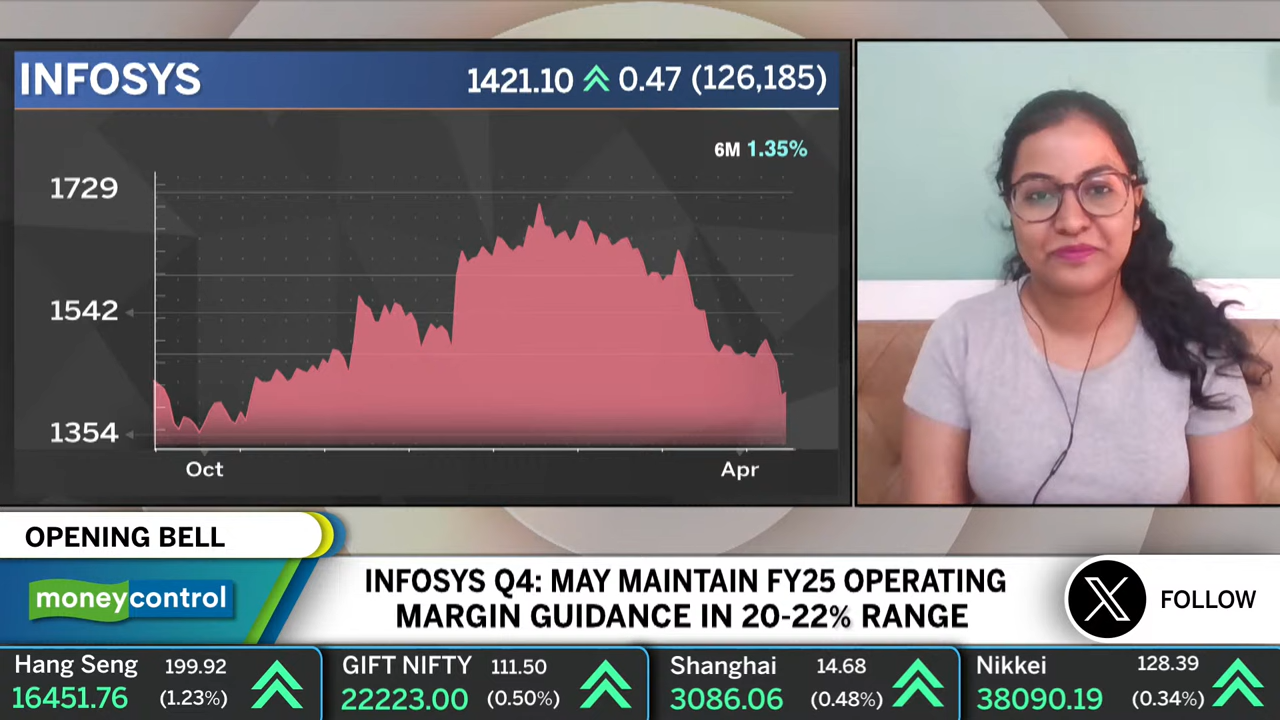 INFOSYS
1421.10 0.47 (126,185)
6M 1.35%
1729
1542
1354
Oct Apr
OPENING BELL
moneycontrol
INFOSYS Q4: MAY MAINTAIN FY25 OPERATING
MARGIN GUIDANCE IN 20-22% RANGE
X FOLLOW
Hang Seng 199.92
16451.76 (1.23%)
GIFT NIFTY 111.50
22223.00 (0.50%)
Shanghai 14.68
3086.06 (0.48%)
Nikkei 128.39
38090.19 (0.34%)